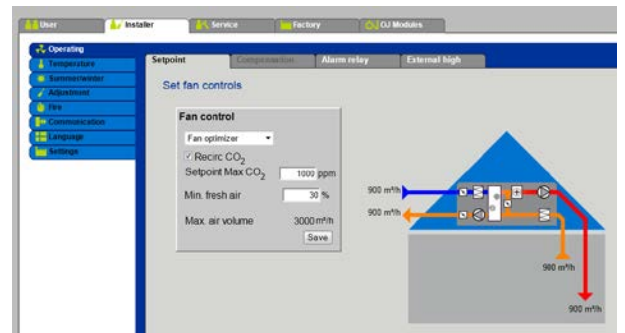 User Installer Service Factory OJ Modules
Operating
Temperature
Summer/winter
Adjustment
Fire
Communication
Language
Settings
Setpoint Compensation Alarm relay External high
Set fan controls
Fan control
Fan optimizer
Recirc CO2
Setpoint Max CO2 1000 ppm
Min. fresh air 30 %
Max. air volume 3000 m³/h
Save
900 m³/h
900 m³/h
900 m³/h
900 m³/h